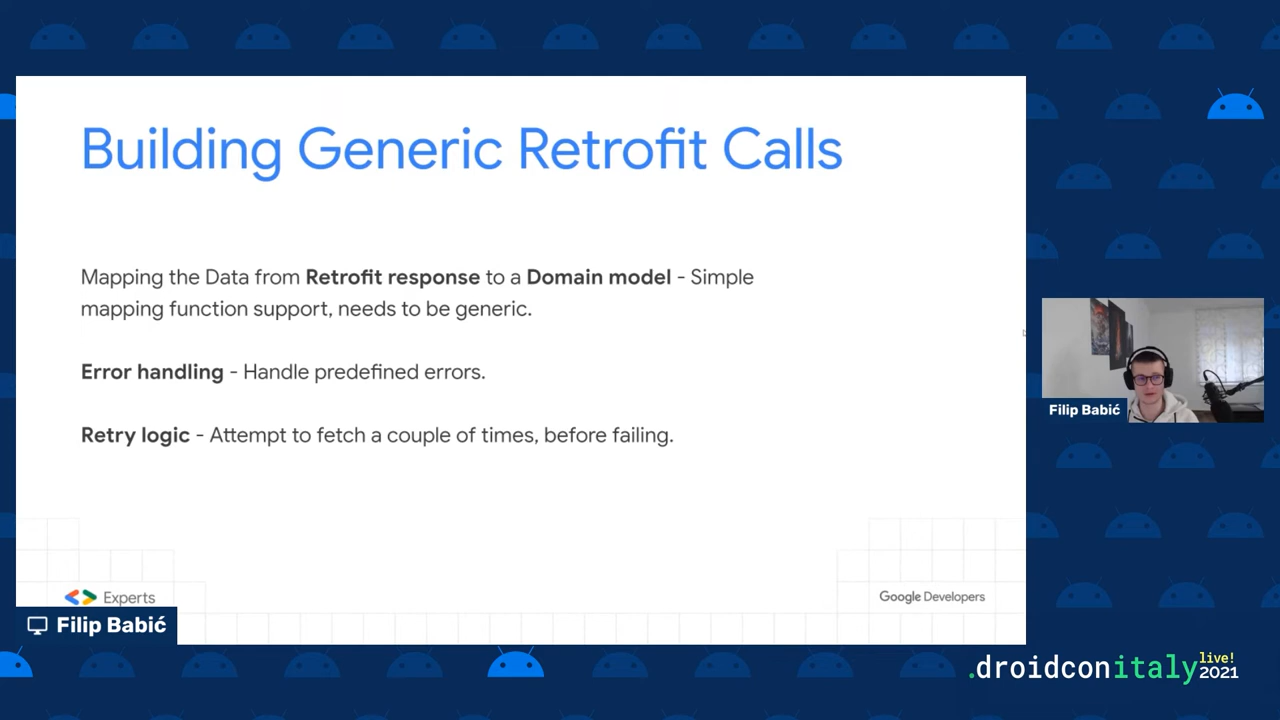 Building Generic Retrofit Calls
Mapping the Data from Retrofit response to a Domain model - Simple
mapping function support, needs to be generic.
Error handling - Handle predefined errors.
Retry logic - Attempt to fetch a couple of times, before failing.
Experts
Google Developers
Filip Babić
Filip Babić
.droidconitaly live! 2021